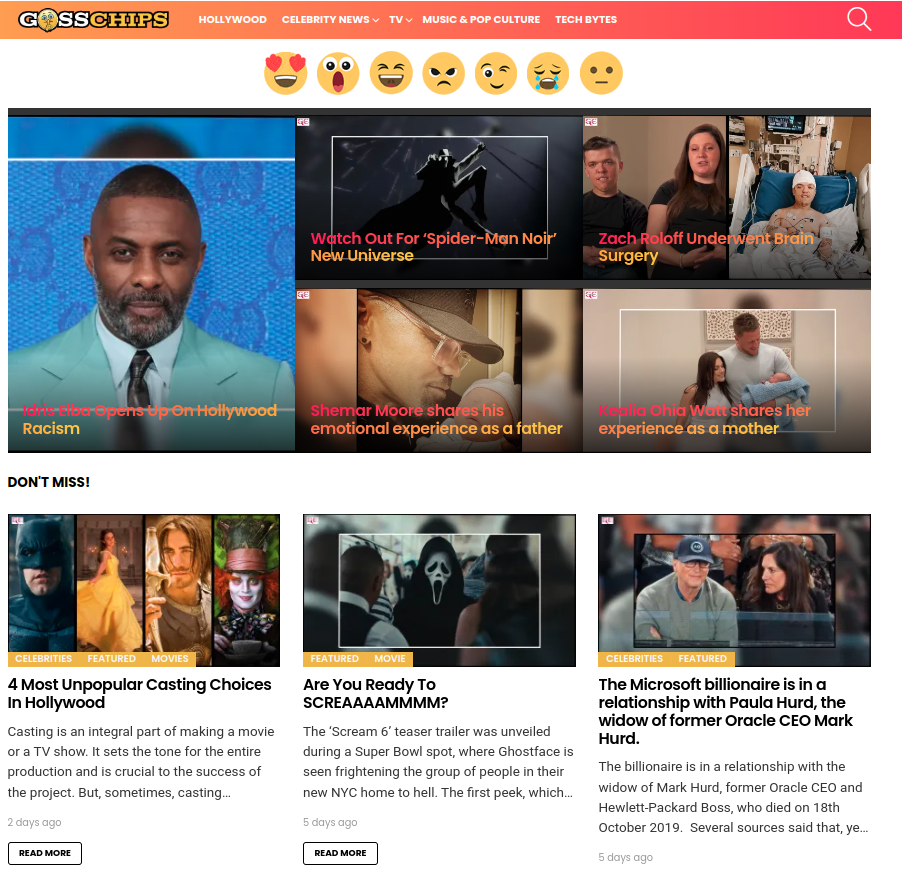 GOSSCHIPS
HOLLYWOOD CELEBRITY NEWS TV MUSIC & POP CULTURE TECH BYTES
Idris Elba Opens Up On Hollywood
Racism
Watch Out For ‘Spider-Man Noir’
New Universe
Zach Roloff Underwent Brain
Surgery
Shemar Moore shares his
emotional experience as a father
Kealia Ohia Watt shares her
experience as a mother
DON'T MISS!
CELEBRITIES FEATURED MOVIES
4 Most Unpopular Casting Choices
In Hollywood
Casting is an integral part of making a movie
or a TV show. It sets the tone for the entire
production and is crucial to the success of
the project. But, sometimes, casting…
2 days ago
READ MORE
FEATURED MOVIE
Are You Ready To
SCREAAAAMMMM?
The ‘Scream 6’ teaser trailer was unveiled
during a Super Bowl spot, where Ghostface is
seen frightening the group of people in their
new NYC home to hell. The first peek, which…
5 days ago
READ MORE
CELEBRITIES FEATURED
The Microsoft billionaire is in a
relationship with Paula Hurd, the
widow of former Oracle CEO Mark
Hurd.
The billionaire is in a relationship with the
widow of Mark Hurd, former Oracle CEO and
Hewlett-Packard Boss, who died on 18th
October 2019. Several sources said that, ye…
5 days ago